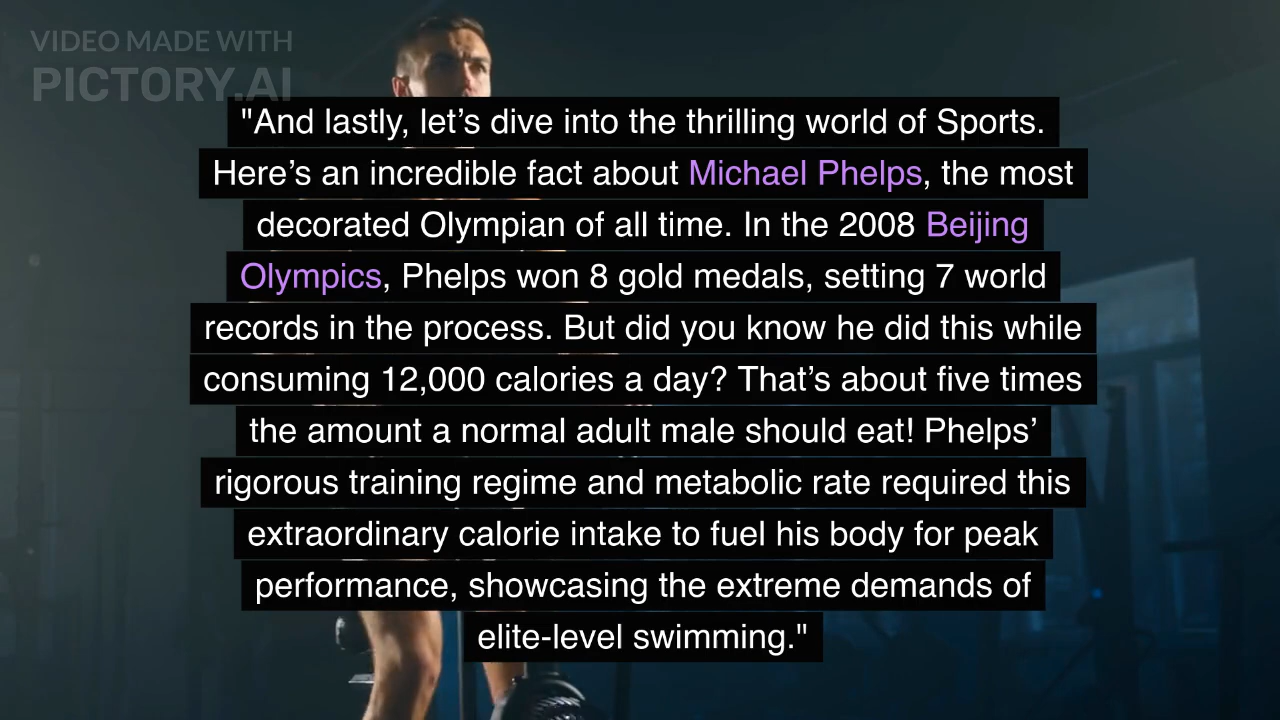 VIDEO MADE WITH
PICTORY.AI
"And lastly, let’s dive into the thrilling world of Sports.
Here’s an incredible fact about Michael Phelps, the most
decorated Olympian of all time. In the 2008 Beijing
Olympics, Phelps won 8 gold medals, setting 7 world
records in the process. But did you know he did this while
consuming 12,000 calories a day? That’s about five times
the amount a normal adult male should eat! Phelps’
rigorous training regime and metabolic rate required this
extraordinary calorie intake to fuel his body for peak
performance, showcasing the extreme demands of
elite-level swimming."